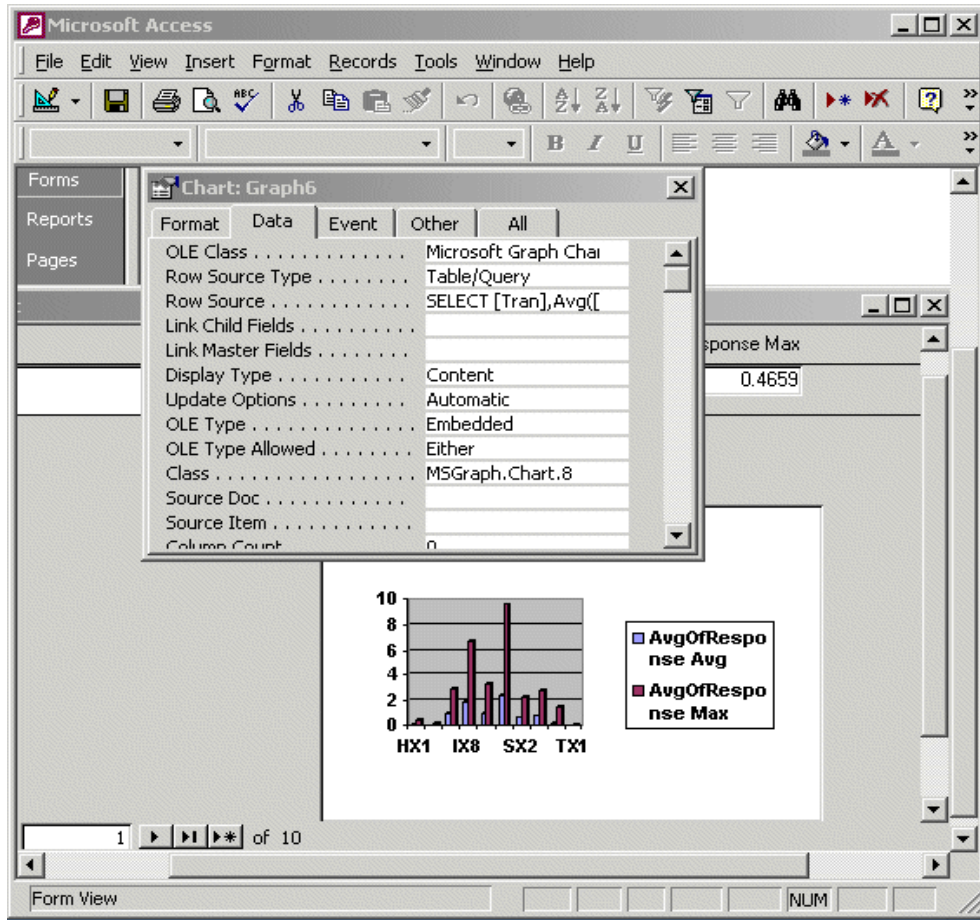 Microsoft Access
File Edit View Insert Format Records Tools Window Help
ABC
B I U A
Forms
Reports
Pages
Chart: Graph6
Format Data Event Other All
OLE Class . . . . . . . . . . . . . Microsoft Graph Char
Row Source Type . . . . . . . . Table/Query
Row Source . . . . . . . . . . . . SELECT [Tran],Avg([
Link Child Fields . . . . . . . . . .
Link Master Fields . . . . . . . .
Display Type . . . . . . . . . . . Content
Update Options . . . . . . . . . Automatic
OLE Type . . . . . . . . . . . . . Embedded
OLE Type Allowed . . . . . . . Either
Class . . . . . . . . . . . . . . . . . MSGraph.Chart.8
Source Doc . . . . . . . . . . . .
Source Item . . . . . . . . . . . .
Column Count 0
sponse Max
0.4659
10
8
6
4
2
0
HX1 IX8 SX2 TX1
AvgOfRespo
nse Avg
AvgOfRespo
nse Max
1 of 10
Form View NUM